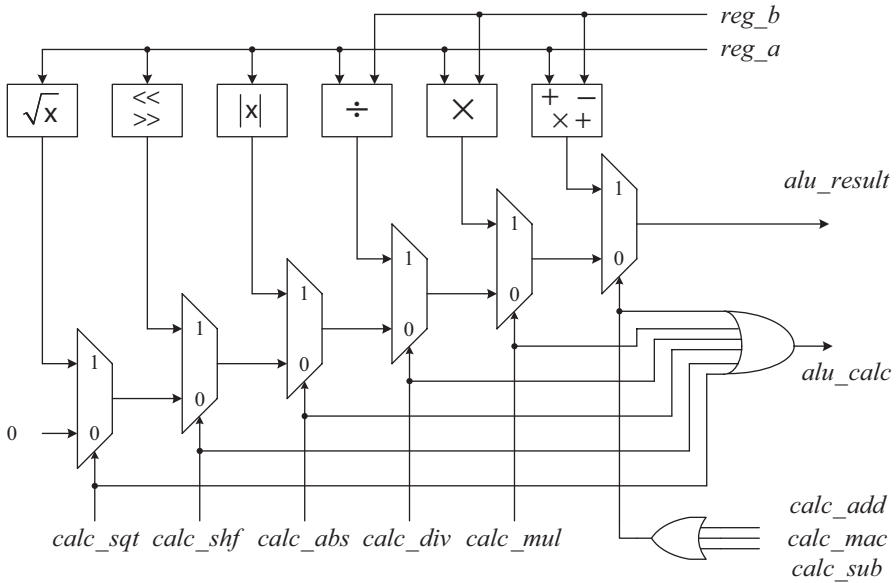 reg_b
reg_a
√x
<<
>>
|x|
÷
×
+ −
× +
alu_result
1
0
1
0
1
0
1
0
1
0
1
0
0
alu_calc
calc_sqt calc_shf calc_abs calc_div calc_mul
calc_add
calc_mac
calc_sub